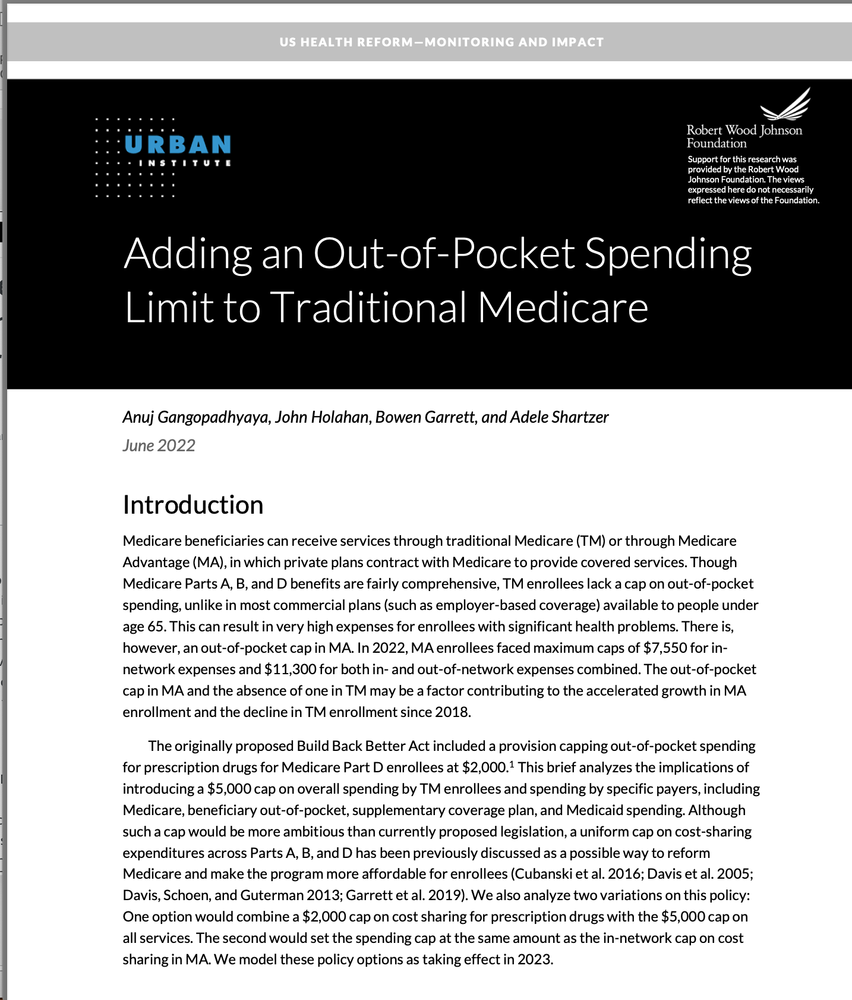 US HEALTH REFORM—MONITORING AND IMPACT
URBAN
INSTITUTE
Robert Wood Johnson
Foundation
Support for this research was
provided by the Robert Wood
Johnson Foundation. The views
expressed here do not necessarily
reflect the views of the Foundation.
Adding an Out-of-Pocket Spending
Limit to Traditional Medicare
Anuj Gangopadhyaya, John Holahan, Bowen Garrett, and Adele Shartzer
June 2022
Introduction
Medicare beneficiaries can receive services through traditional Medicare (TM) or through Medicare
Advantage (MA), in which private plans contract with Medicare to provide covered services. Though
Medicare Parts A, B, and D benefits are fairly comprehensive, TM enrollees lack a cap on out-of-pocket
spending, unlike in most commercial plans (such as employer-based coverage) available to people under
age 65. This can result in very high expenses for enrollees with significant health problems. There is,
however, an out-of-pocket cap in MA. In 2022, MA enrollees faced maximum caps of $7,550 for in-
network expenses and $11,300 for both in- and out-of-network expenses combined. The out-of-pocket
cap in MA and the absence of one in TM may be a factor contributing to the accelerated growth in MA
enrollment and the decline in TM enrollment since 2018.
The originally proposed Build Back Better Act included a provision capping out-of-pocket spending
for prescription drugs for Medicare Part D enrollees at $2,000.¹ This brief analyzes the implications of
introducing a $5,000 cap on overall spending by TM enrollees and spending by specific payers, including
Medicare, beneficiary out-of-pocket, supplementary coverage plan, and Medicaid spending. Although
such a cap would be more ambitious than currently proposed legislation, a uniform cap on cost-sharing
expenditures across Parts A, B, and D has been previously discussed as a possible way to reform
Medicare and make the program more affordable for enrollees (Cubanski et al. 2016; Davis et al. 2005;
Davis, Schoen, and Guterman 2013; Garrett et al. 2019). We also analyze two variations on this policy:
One option would combine a $2,000 cap on cost sharing for prescription drugs with the $5,000 cap on
all services. The second would set the spending cap at the same amount as the in-network cap on cost
sharing in MA. We model these policy options as taking effect in 2023.